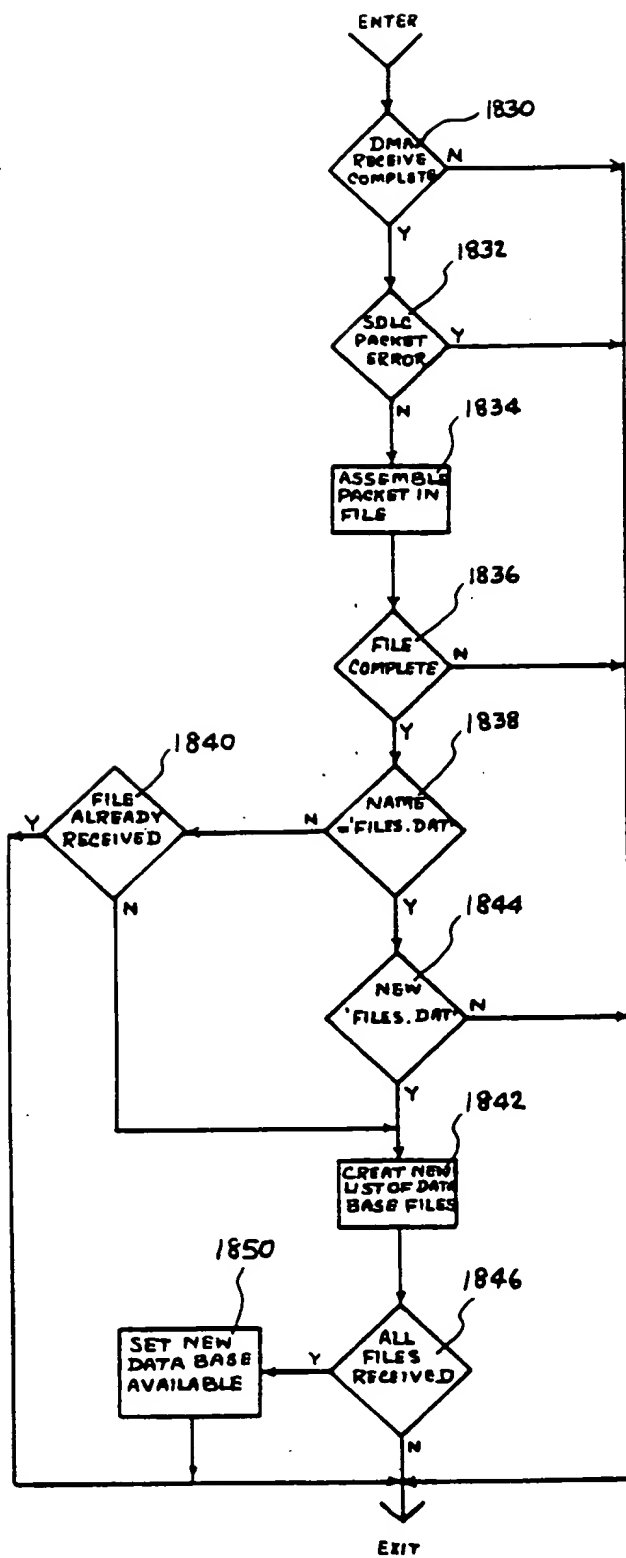 ENTER
1830
DMA
RECEIVE
COMPLETE
N
Y
1832
SDLC
PACKET
ERROR
Y
N
1834
ASSEMBLE
PACKET IN
FILE
1836
FILE
COMPLETE
N
Y
1838
NAME
='FILES.DAT'
N
Y
1840
FILE
ALREADY
RECEIVED
Y
N
1844
NEW
'FILES.DAT'
N
Y
1842
CREAT NEW
LIST OF DATA
BASE FILES
1846
ALL
FILES
RECEIVED
Y
N
1850
SET NEW
DATA BASE
AVAILABLE
EXIT